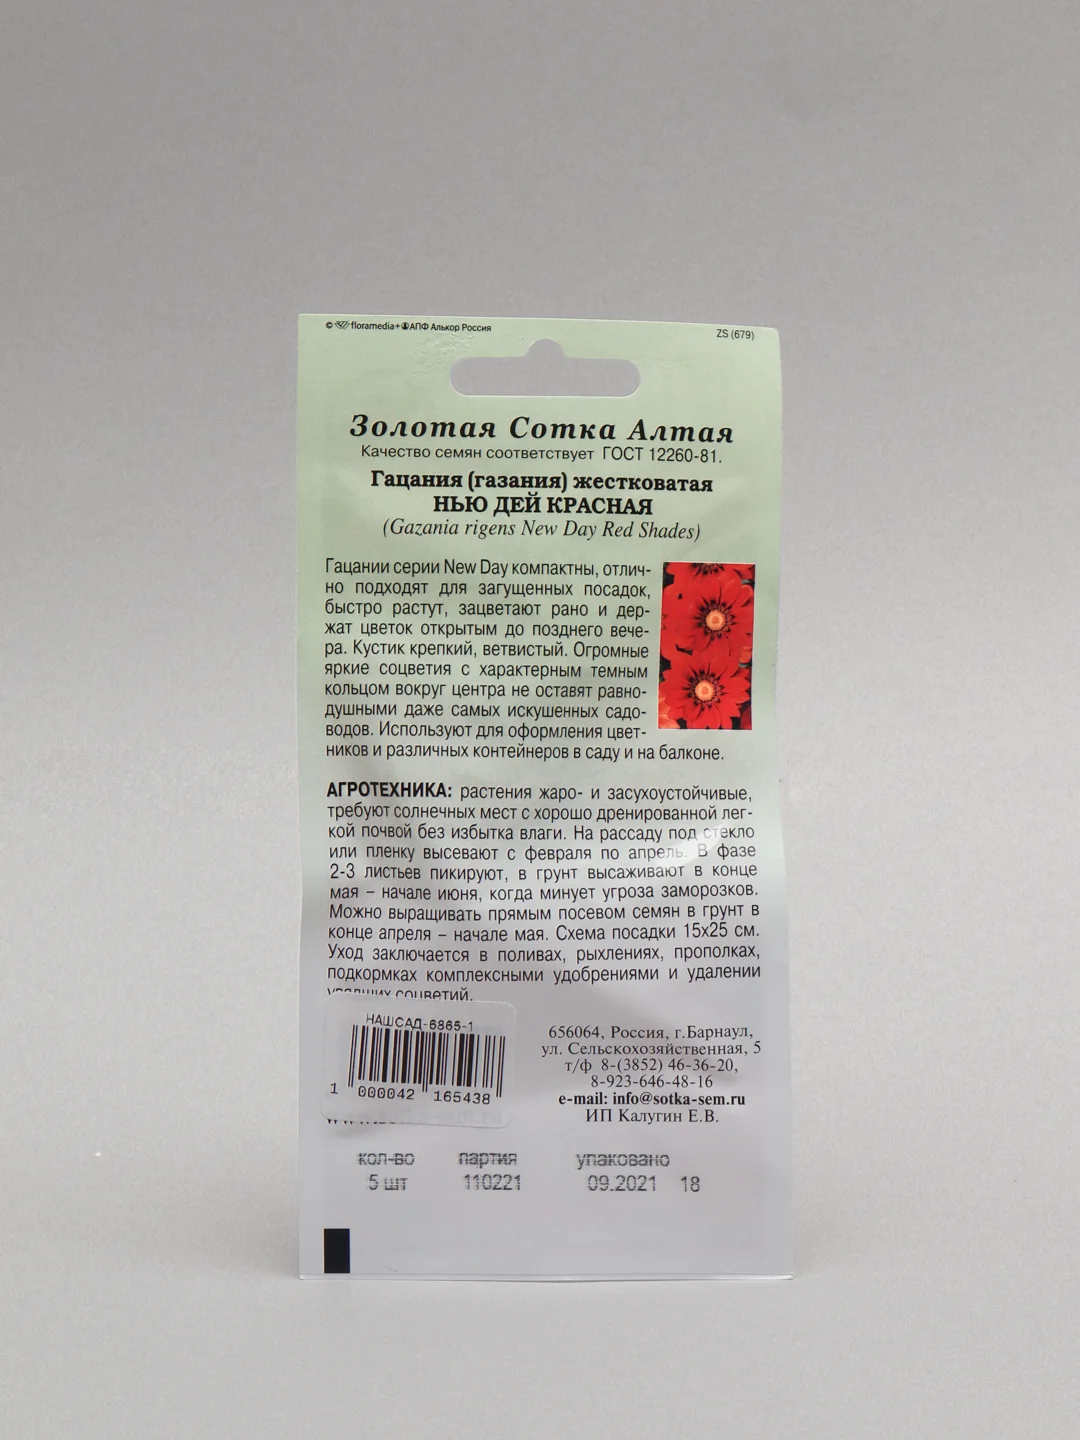 © floramedia+ АПФ Алькор Россия
ZS (679)
Золотая Сотка Алтая
Качество семян соответствует ГОСТ 12260-81.
Гацания (газания) жестковатая
НЬЮ ДЕЙ КРАСНАЯ
(Gazania rigens New Day Red Shades)
Гацании серии New Day компактны, отлич-
но подходят для загущенных посадок,
быстро растут, зацветают рано и дер-
жат цветок открытым до позднего вече-
ра. Кустик крепкий, ветвистый. Огромные
яркие соцветия с характерным темным
кольцом вокруг центра не оставят равно-
душными даже самых искушенных садо-
водов. Используют для оформления цвет-
ников и различных контейнеров в саду и на балконе.
АГРОТЕХНИКА: растения жаро- и засухоустойчивые,
требуют солнечных мест с хорошо дренированной лег-
кой почвой без избытка влаги. На рассаду под стекло
или пленку высевают с февраля по апрель. В фазе
2-3 листьев пикируют, в грунт высаживают в конце
мая – начале июня, когда минует угроза заморозков.
Можно выращивать прямым посевом семян в грунт в
конце апреля – начале мая. Схема посадки 15х25 см.
Уход заключается в поливах, рыхлениях, прополках,
подкормках комплексными удобрениями и удалении
соцветий.
НАШСАД-6865-1
1 000042 165438
656064, Россия, г.Барнаул,
ул. Сельскохозяйственная, 5
т/ф 8-(3852) 46-36-20,
8-923-646-48-16
e-mail: info@sotka-sem.ru
ИП Калугин Е.В.
кол-во партия упаковано
5 шт 110221 09.2021 18